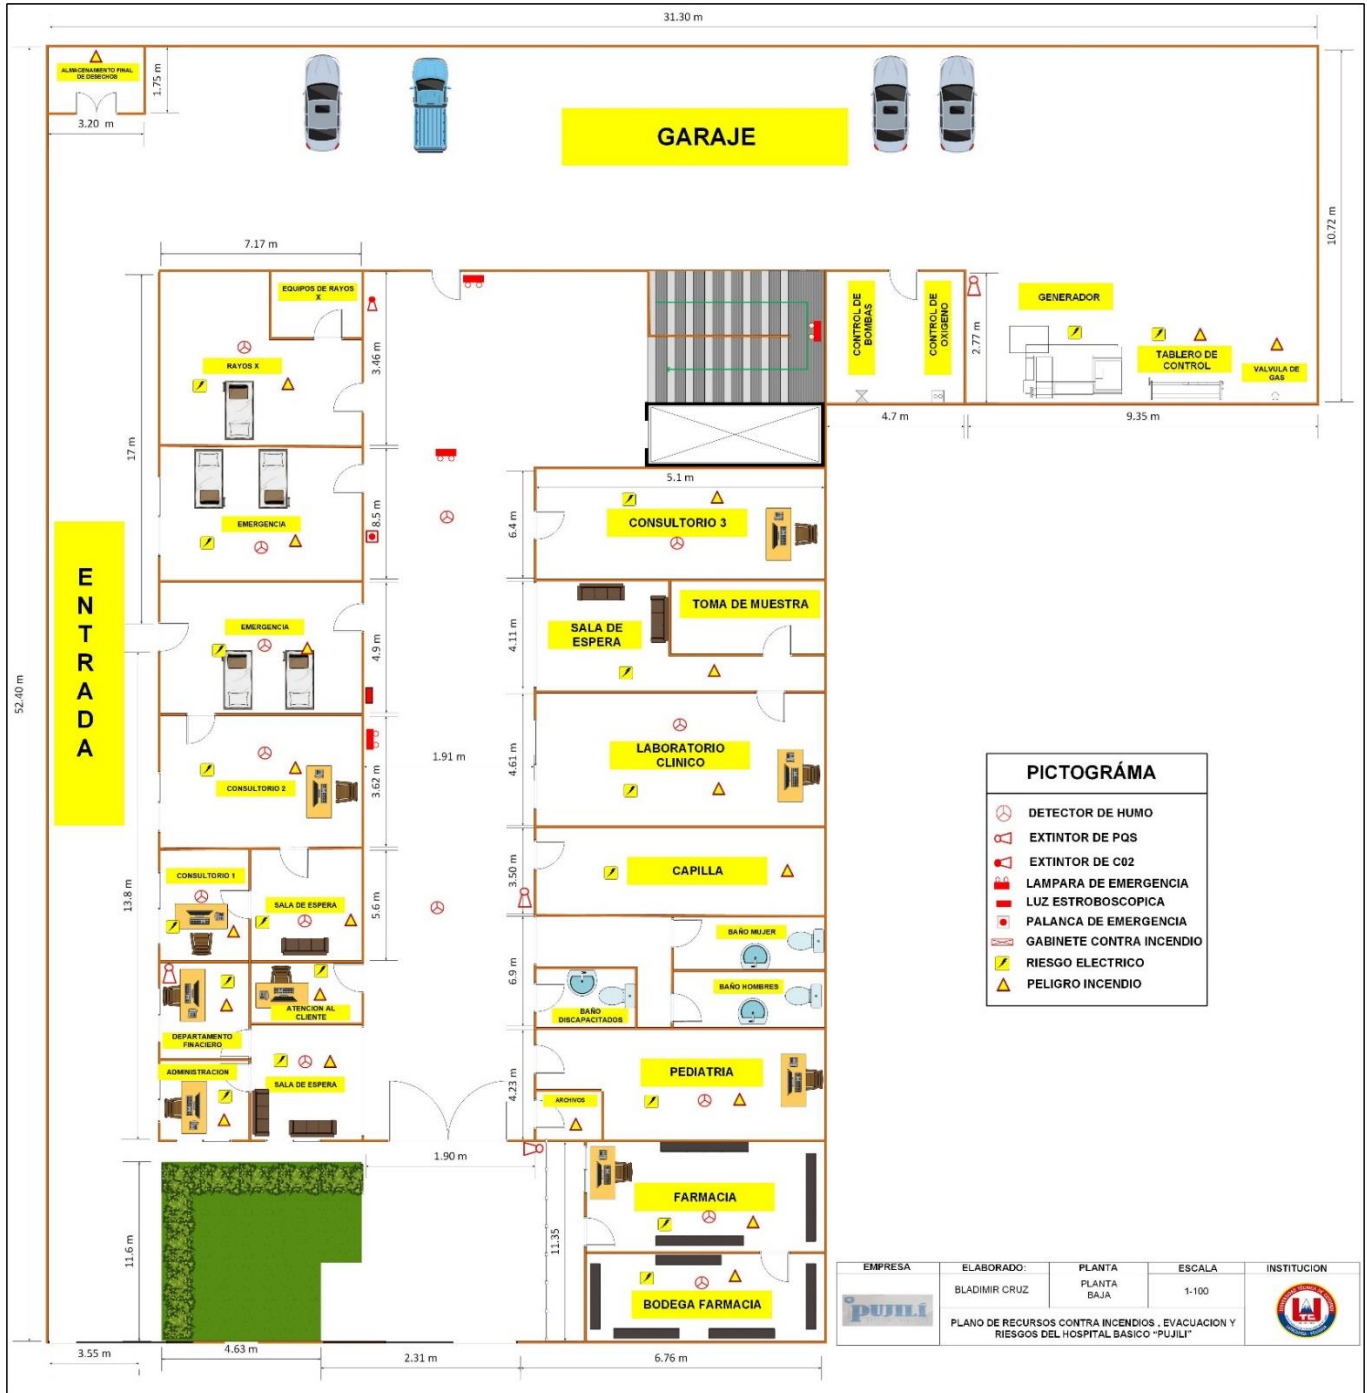 31.30 m
ALMACENAMIENTO FINAL
DE DESECHOS
1.75 m
3.20 m
GARAJE
10.72 m
7.17 m
EQUIPOS DE RAYOS
X
RAYOS X
3.46 m
17 m
CONTROL DE
BOMBAS
CONTROL DE
OXIGENO
2.77 m
GENERADOR
TABLERO DE
CONTROL
VALVULA DE
GAS
4.7 m
9.35 m
5.1 m
EMERGENCIA
8.5 m
6.4 m
CONSULTORIO 3
ENTRADA
EMERGENCIA
4.9 m
4.11 m
SALA DE
ESPERA
TOMA DE MUESTRA
52.40 m
CONSULTORIO 2
3.62 m
1.91 m
4.61 m
LABORATORIO
CLINICO
13.8 m
CONSULTORIO 1
SALA DE ESPERA
5.6 m
3.50 m
CAPILLA
6.9 m
BAÑO MUJER
BAÑO HOMBRES
BAÑO
DISCAPACITADOS
ATENCION AL
CLIENTE
DEPARTAMENTO
FINACIERO
ADMINISTRACION
SALA DE ESPERA
4.23 m
PEDIATRIA
ARCHIVOS
1.90 m
11.6 m
11.35
FARMACIA
BODEGA FARMACIA
3.55 m
4.63 m
2.31 m
6.76 m
PICTOGRÁMA
DETECTOR DE HUMO
EXTINTOR DE PQS
EXTINTOR DE C02
LAMPARA DE EMERGENCIA
LUZ ESTROBOSCOPICA
PALANCA DE EMERGENCIA
GABINETE CONTRA INCENDIO
RIESGO ELECTRICO
PELIGRO INCENDIO
EMPRESA
ELABORADO:
PLANTA
ESCALA
INSTITUCION
PUJILÍ
BLADIMIR CRUZ
PLANTA
BAJA
1-100
PLANO DE RECURSOS CONTRA INCENDIOS , EVACUACION Y
RIESGOS DEL HOSPITAL BASICO "PUJILI"